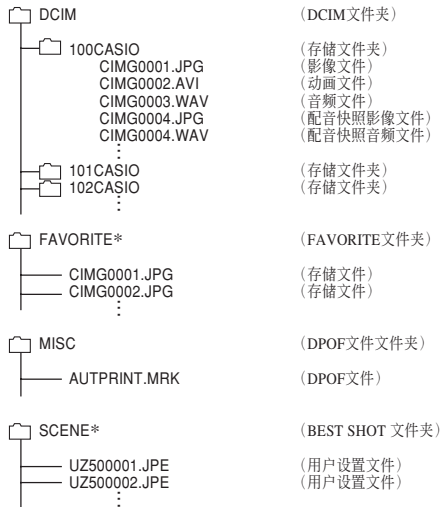 DCIM （DCIM文件夹）
100CASIO （存储文件夹）
CIMG0001.JPG （影像文件）
CIMG0002.AVI （动画文件）
CIMG0003.WAV （音频文件）
CIMG0004.JPG （配音快照影像文件）
CIMG0004.WAV （配音快照音频文件）
101CASIO （存储文件夹）
102CASIO （存储文件夹）
FAVORITE* （FAVORITE文件夹）
CIMG0001.JPG （存储文件）
CIMG0002.JPG （存储文件）
MISC （DPOF文件文件夹）
AUTPRINT.MRK （DPOF文件）
SCENE* （BEST SHOT 文件夹）
UZ500001.JPE （用户设置文件）
UZ500002.JPE （用户设置文件）